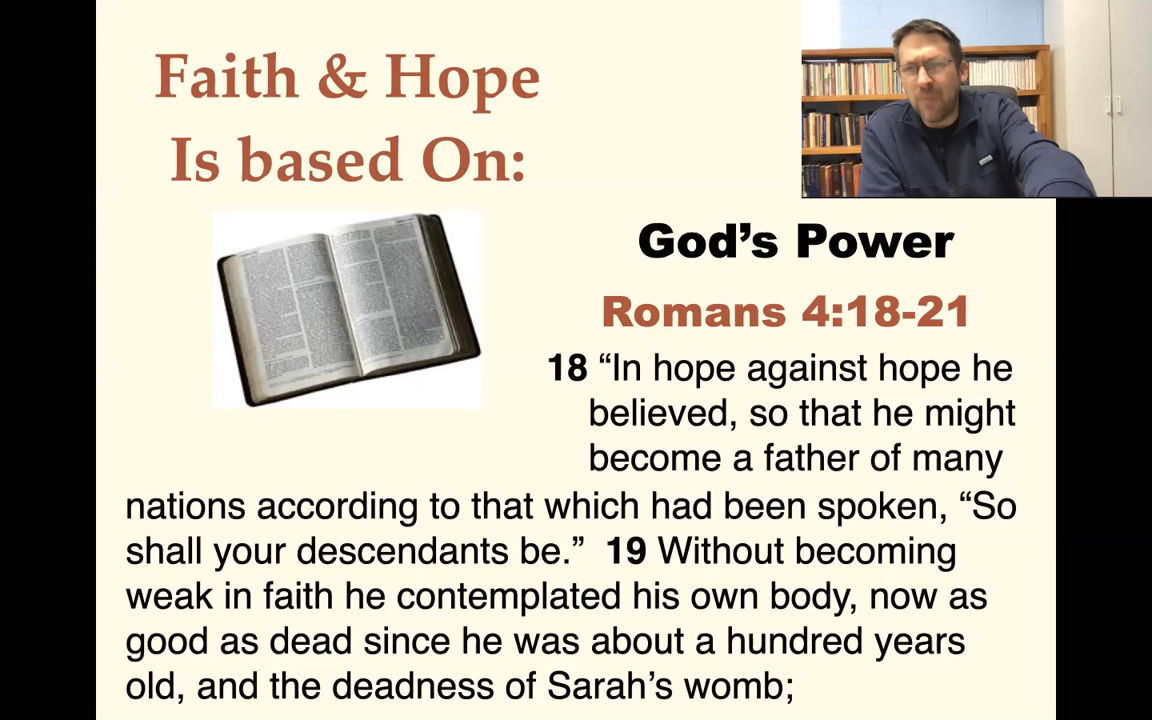 Faith & Hope
Is based On:
God’s Power
Romans 4:18-21
18 “In hope against hope he
believed, so that he might
become a father of many
nations according to that which had been spoken, “So
shall your descendants be.” 19 Without becoming
weak in faith he contemplated his own body, now as
good as dead since he was about a hundred years
old, and the deadness of Sarah’s womb;